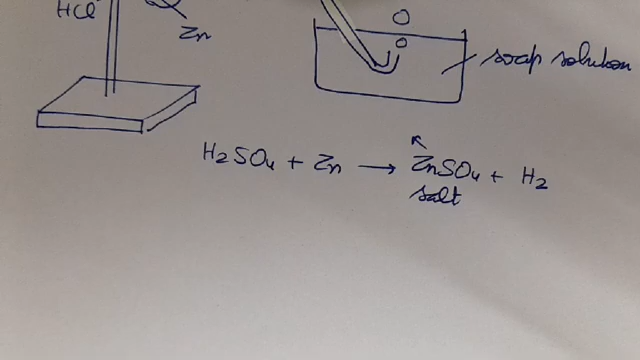 HCl
Zn
soap solution
H2SO4 + Zn → ZnSO4 + H2
salt